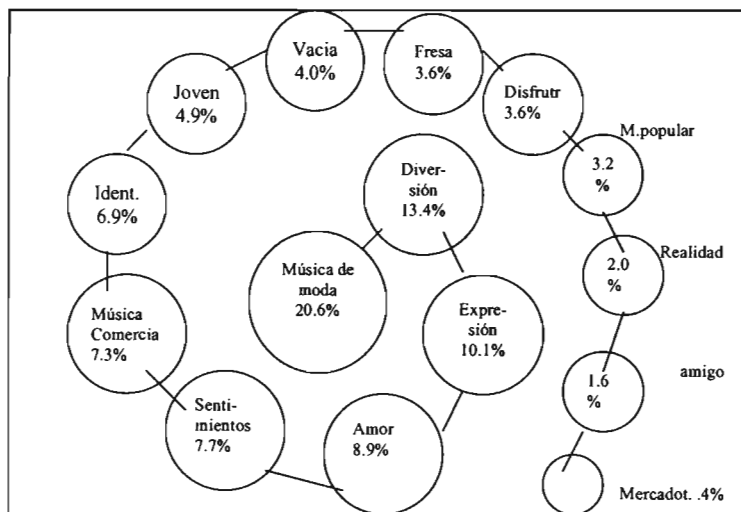 Vacia
4.0%
Fresa
3.6%
Joven
4.9%
Disfrutr
3.6%
M.popular
3.2
%
Ident.
6.9%
Diver-
sión
13.4%
Realidad
2.0
%
Música de
moda
20.6%
Expre-
sión
10.1%
Música
Comercia
7.3%
amigo
1.6
%
Senti-
mientos
7.7%
Amor
8.9%
Mercadot. .4%